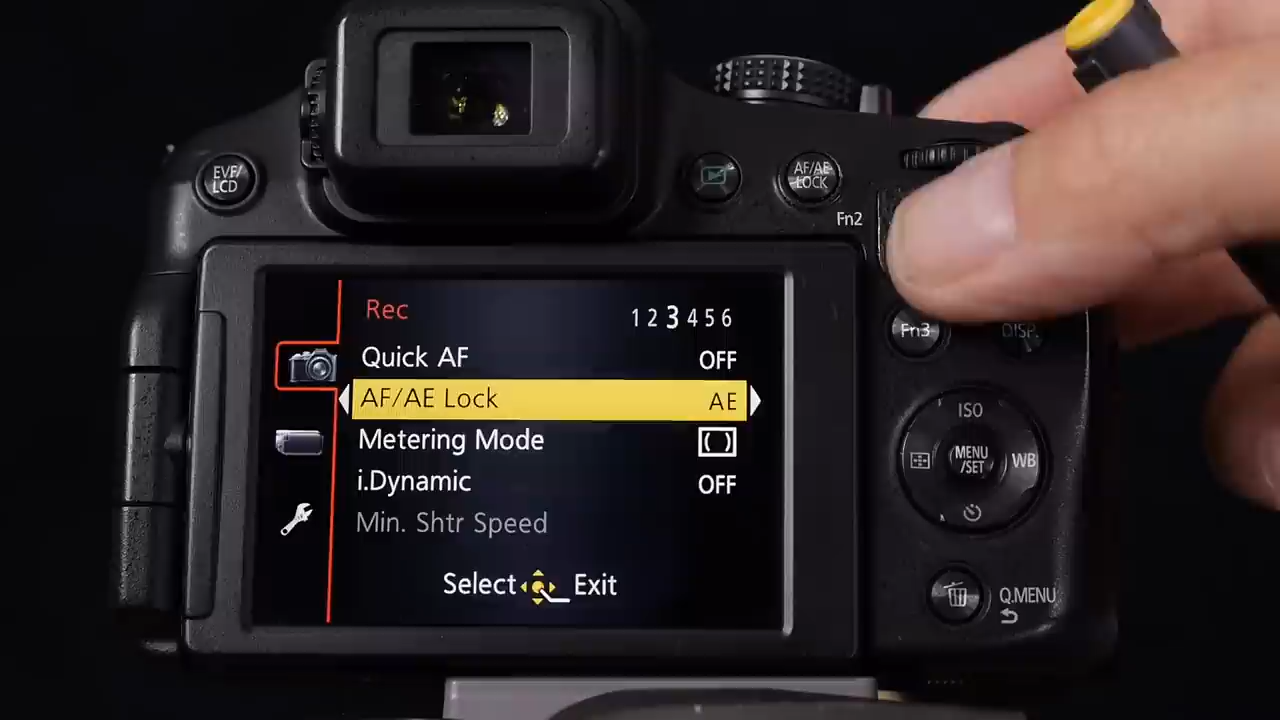 EVF/
LCD
AF/AE
LOCK
Fn2
Rec
1 2 3 4 5 6
Quick AF OFF
AF/AE Lock AE
Metering Mode
i.Dynamic OFF
Min. Shtr Speed
Select Exit
Fn3
DISP.
ISO
MENU
/SET
WB
Q.MENU